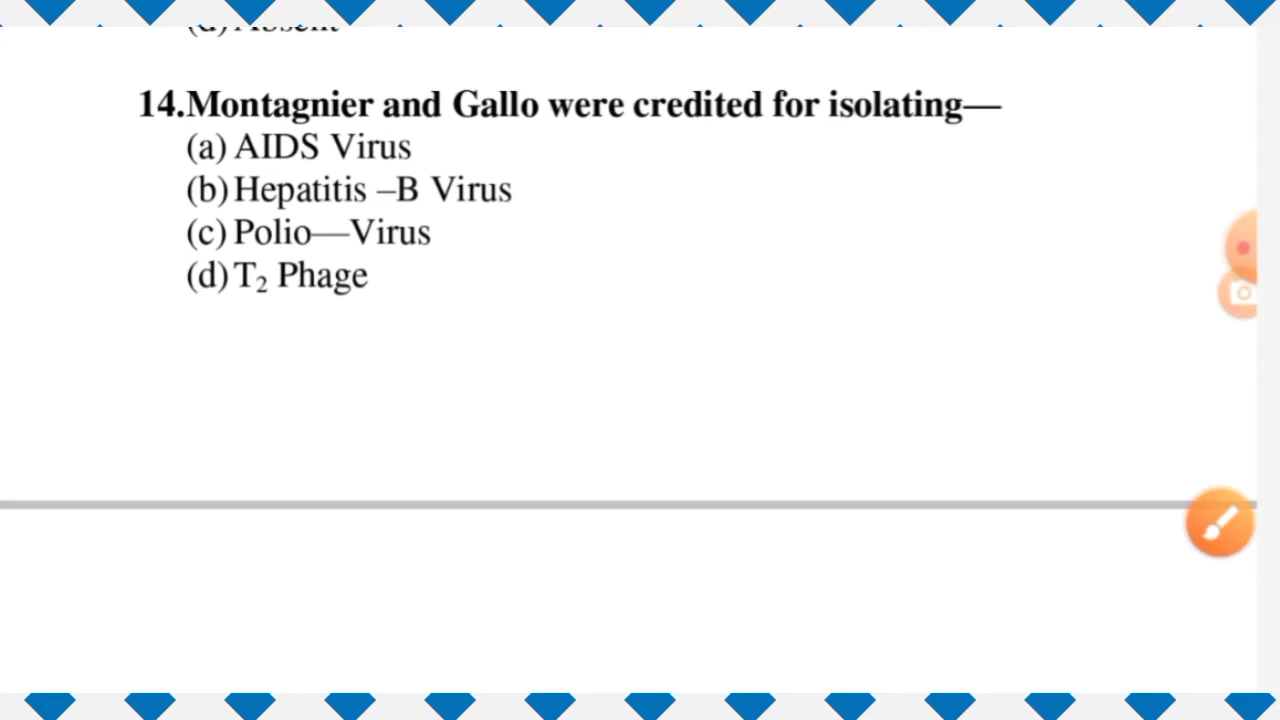 14.Montagnier and Gallo were credited for isolating—
(a) AIDS Virus
(b) Hepatitis –B Virus
(c) Polio—Virus
(d) T₂ Phage